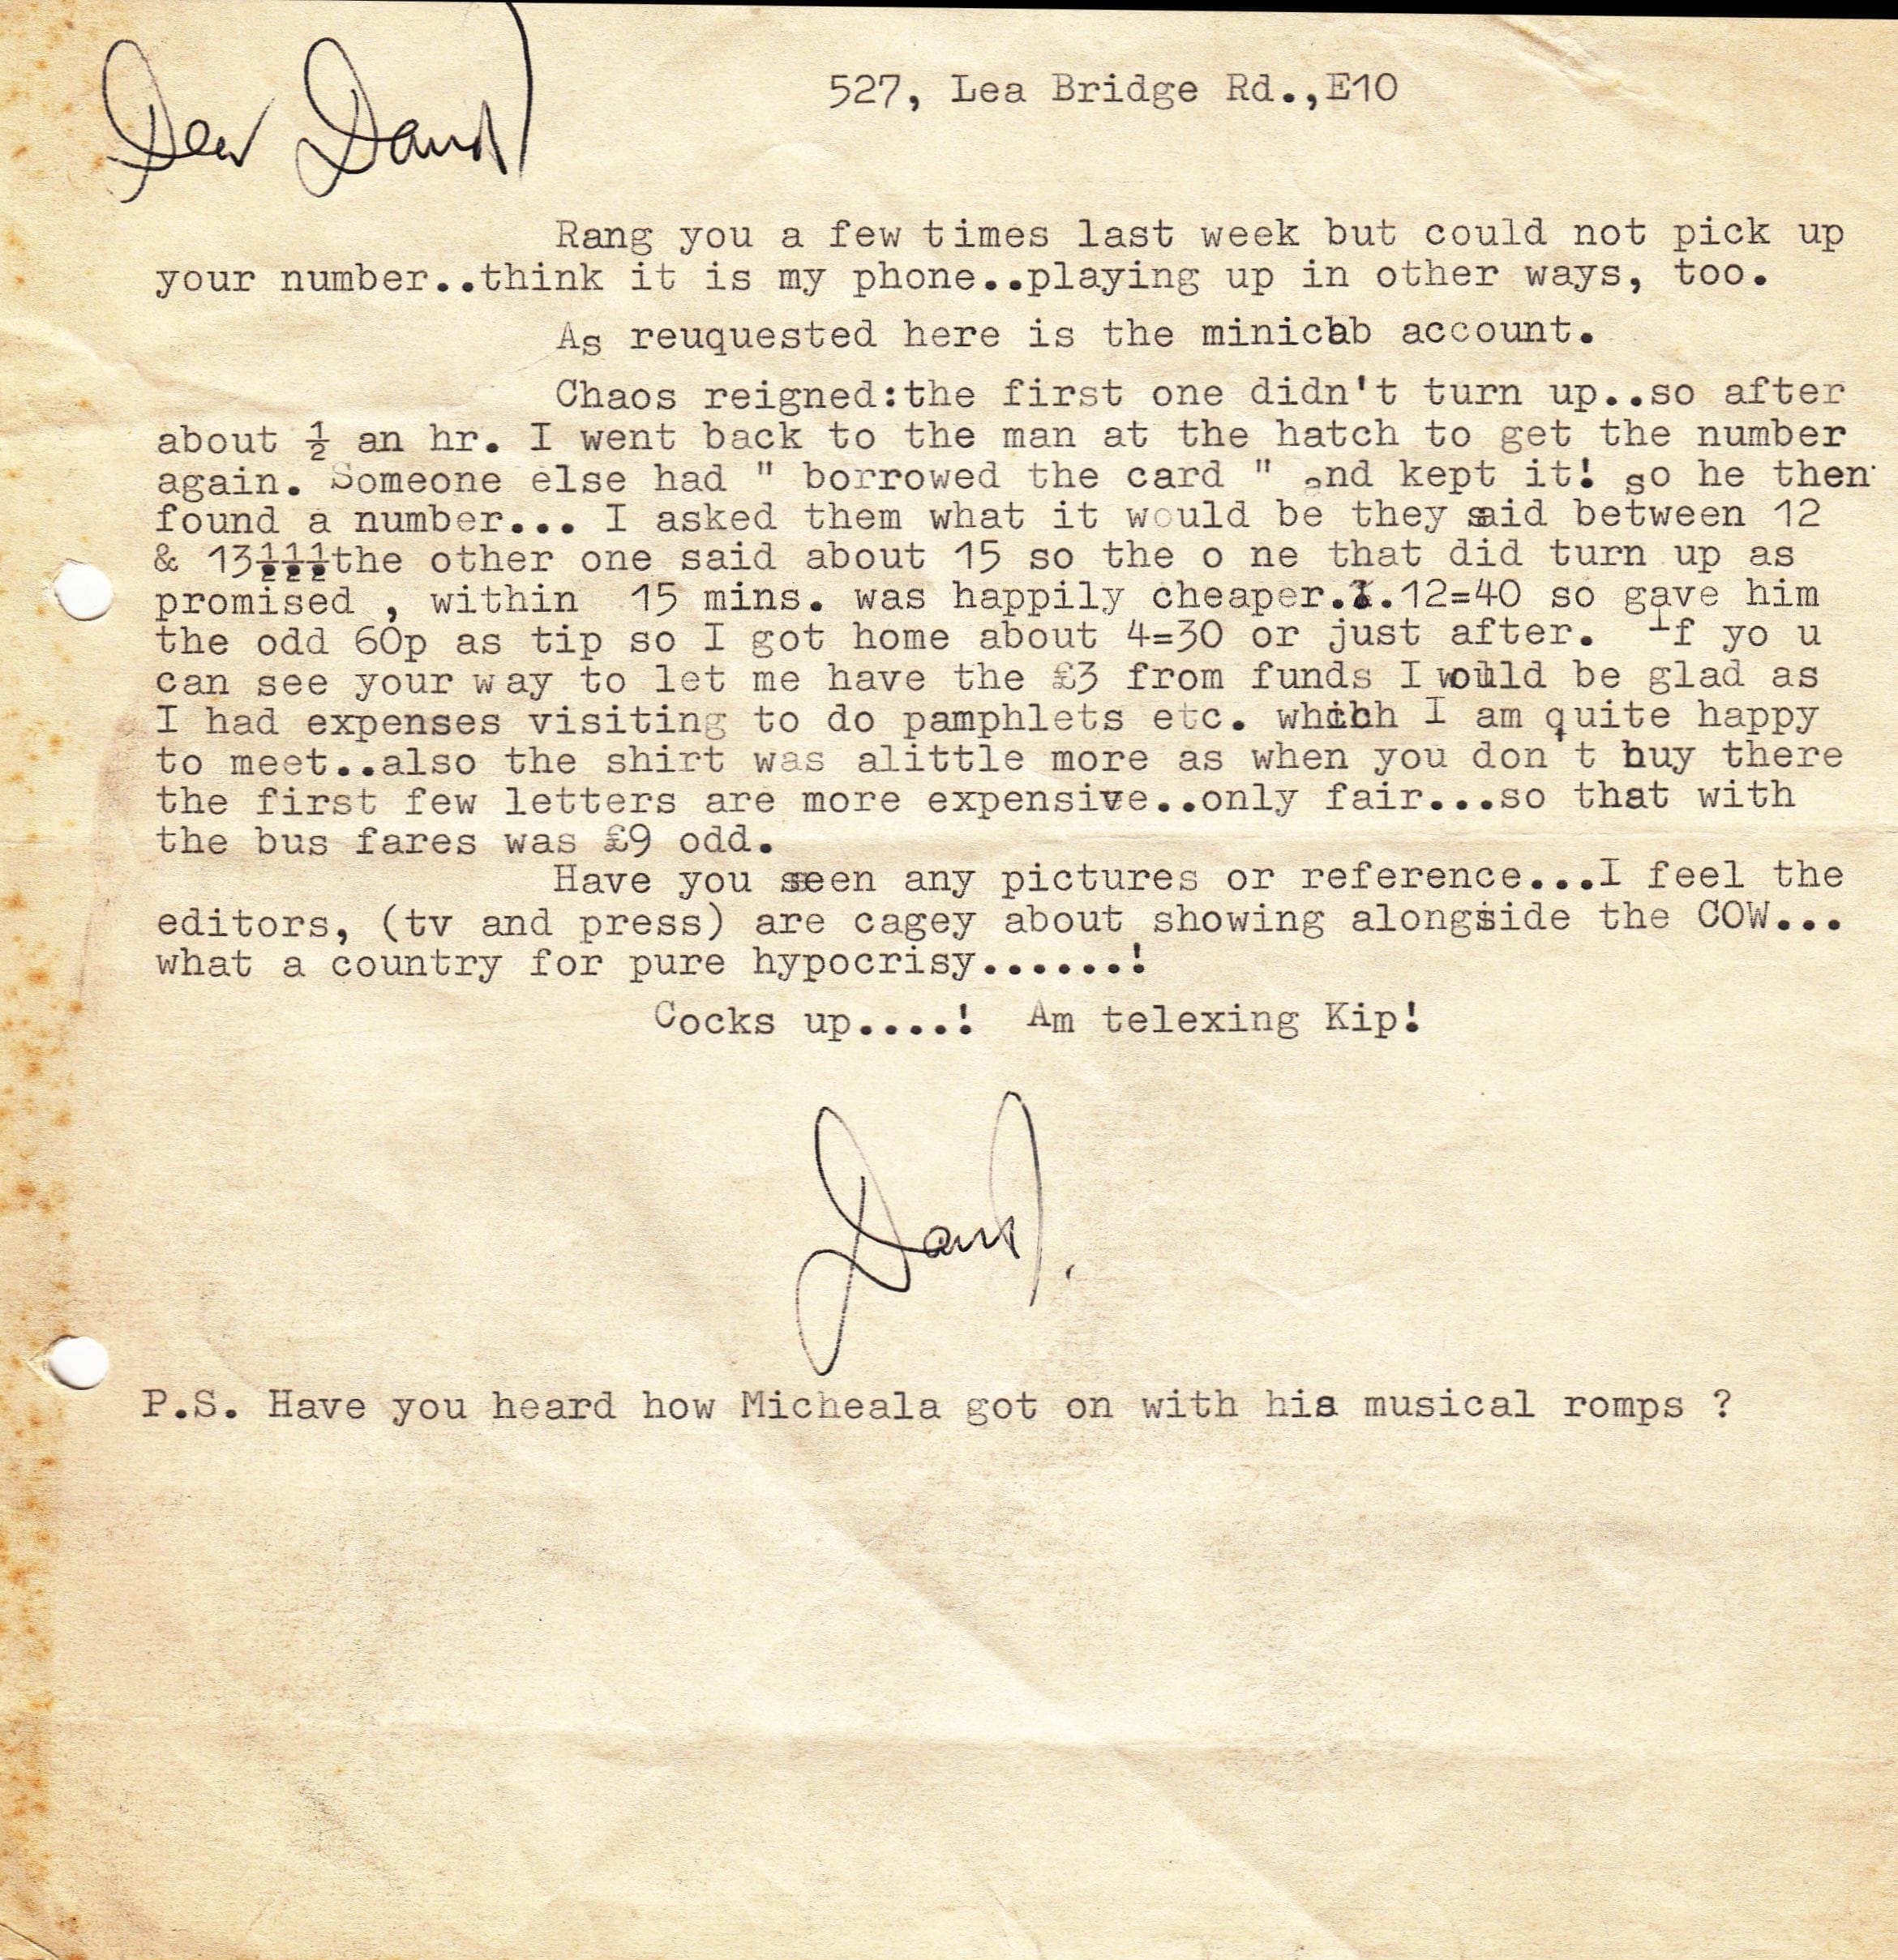 527, Lea Bridge Rd.,E10
Dear David
Rang you a few times last week but could not pick up
your number..think it is my phone..playing up in other ways, too.
As reuquested here is the minicab account.
Chaos reigned:the first one didn't turn up..so after
about ½ an hr. I went back to the man at the hatch to get the number
again. Someone else had " borrowed the card " and kept it! so he then
found a number... I asked them what it would be they said between 12
& 13 the other one said about 15 so the o ne that did turn up as
promised , within 15 mins. was happily cheaper...12=40 so gave him
the odd 60p as tip so I got home about 4=30 or just after. If yo u
can see your way to let me have the £3 from funds I would be glad as
I had expenses visiting to do pamphlets etc. which I am quite happy
to meet..also the shirt was alittle more as when you don't buy there
the first few letters are more expensive..only fair...so that with
the bus fares was £9 odd.
Have you seen any pictures or reference...I feel the
editors, (tv and press) are cagey about showing alongside the COW...
what a country for pure hypocrisy.......!
Cocks up....! Am telexing Kip!
David.
P.S. Have you heard how Micheala got on with his musical romps ?